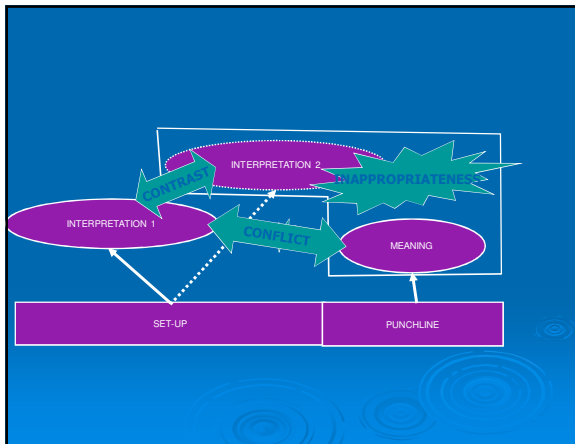 INTERPRETATION 2
INAPPROPRIATENESS
CONTRAST
INTERPRETATION 1
CONFLICT
MEANING
SET-UP
PUNCHLINE